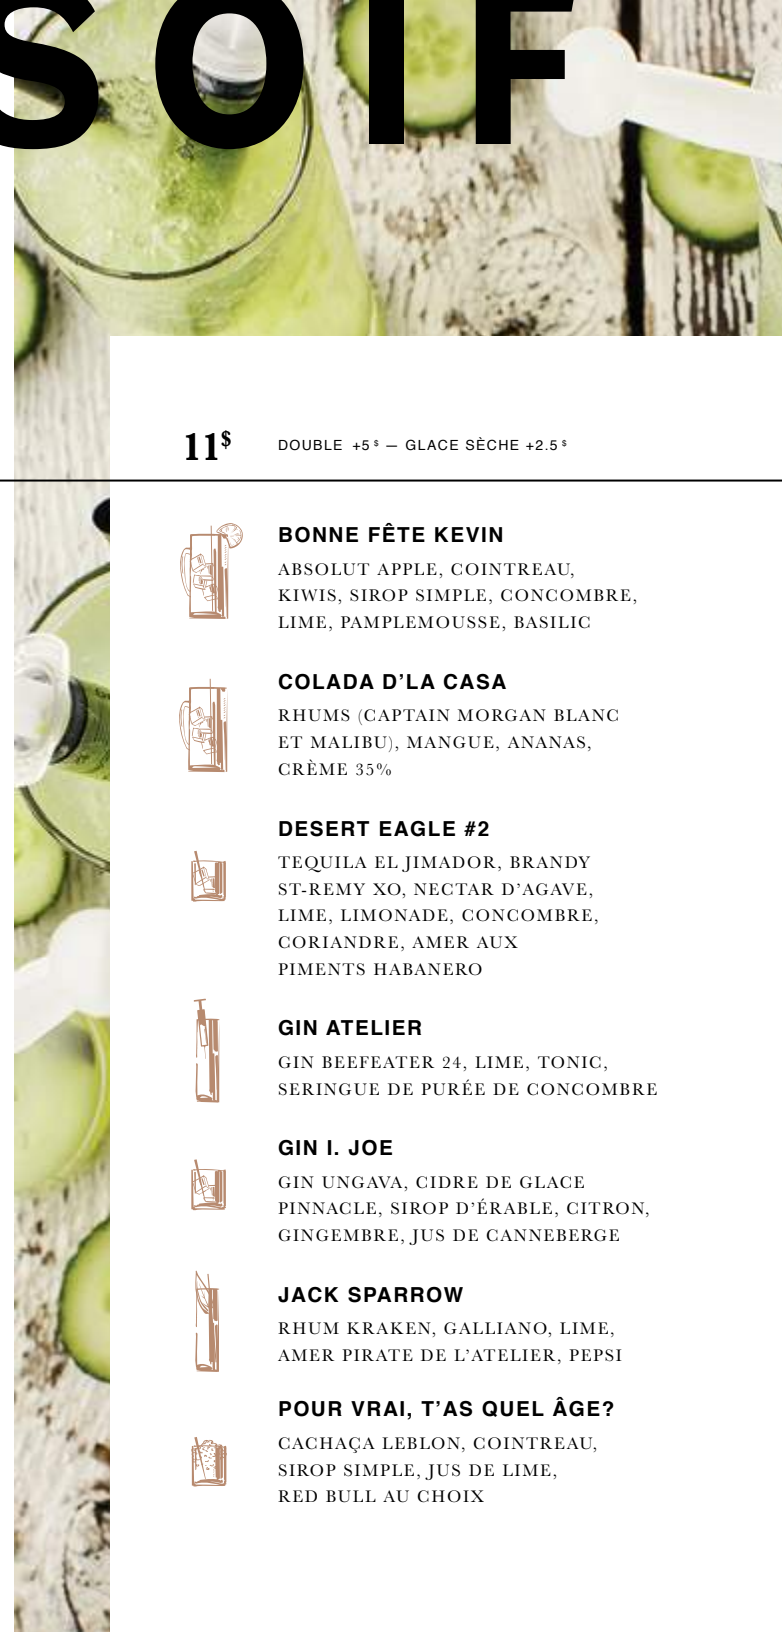 SOIF
11$
DOUBLE +5$ — GLACE SÈCHE +2.5$
BONNE FÊTE KEVIN
ABSOLUT APPLE, COINTREAU,
KIWIS, SIROP SIMPLE, CONCOMBRE,
LIME, PAMPLEMOUSSE, BASILIC
COLADA D’LA CASA
RHUMS (CAPTAIN MORGAN BLANC
ET MALIBU), MANGUE, ANANAS,
CRÈME 35%
DESERT EAGLE #2
TEQUILA EL JIMADOR, BRANDY
ST-REMY XO, NECTAR D’AGAVE,
LIME, LIMONADE, CONCOMBRE,
CORIANDRE, AMER AUX
PIMENTS HABANERO
GIN ATELIER
GIN BEEFEATER 24, LIME, TONIC,
SERINGUE DE PURÉE DE CONCOMBRE
GIN I. JOE
GIN UNGAVA, CIDRE DE GLACE
PINNACLE, SIROP D’ÉRABLE, CITRON,
GINGEMBRE, JUS DE CANNEBERGE
JACK SPARROW
RHUM KRAKEN, GALLIANO, LIME,
AMER PIRATE DE L’ATELIER, PEPSI
POUR VRAI, T’AS QUEL ÂGE?
CACHAÇA LEBLON, COINTREAU,
SIROP SIMPLE, JUS DE LIME,
RED BULL AU CHOIX